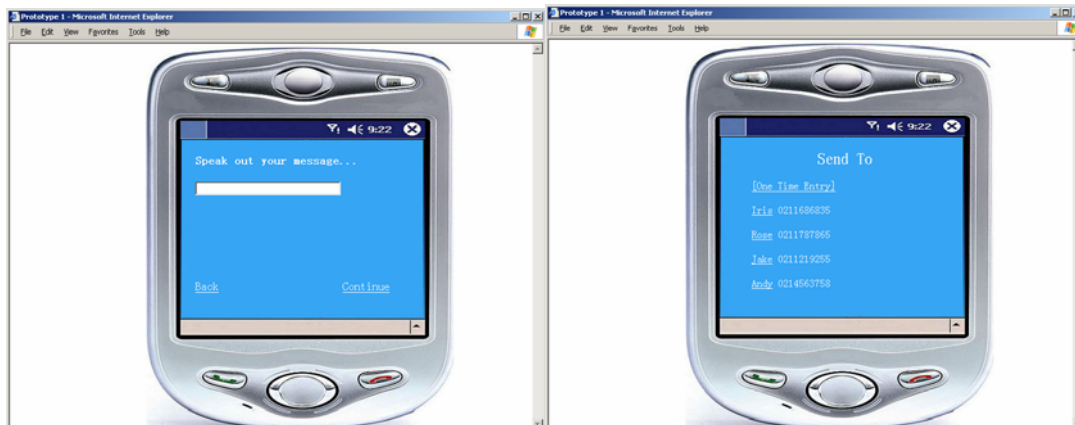 Prototype 1 - Microsoft Internet Explorer
File Edit View Favorites Tools Help
9:22
Speak out your message...
Back Continue
Prototype 1 - Microsoft Internet Explorer
File Edit View Favorites Tools Help
9:22
Send To
[One Time Entry]
Iris 0211686835
Rose 0211787865
Jake 0211219255
Andy 0214563758